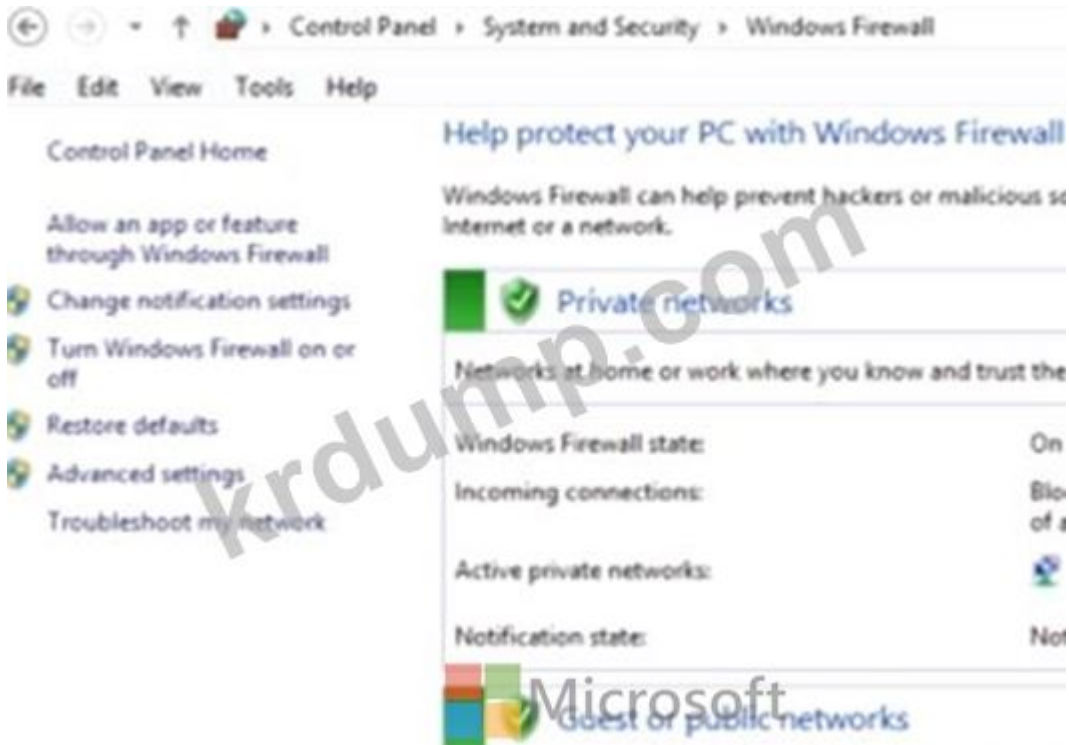 Control Panel › System and Security › Windows Firewall
File Edit View Tools Help
Control Panel Home
Allow an app or feature
through Windows Firewall
Change notification settings
Turn Windows Firewall on or
off
Restore defaults
Advanced settings
Troubleshoot my network
Help protect your PC with Windows Firewall
Windows Firewall can help prevent hackers or malicious so
Internet or a network.
Private networks
Networks at home or work where you know and trust the
Windows Firewall state: On
Incoming connections: Blo
of a
Active private networks:
Notification state: Not
Guest or public networks
krdump.com
Microsoft